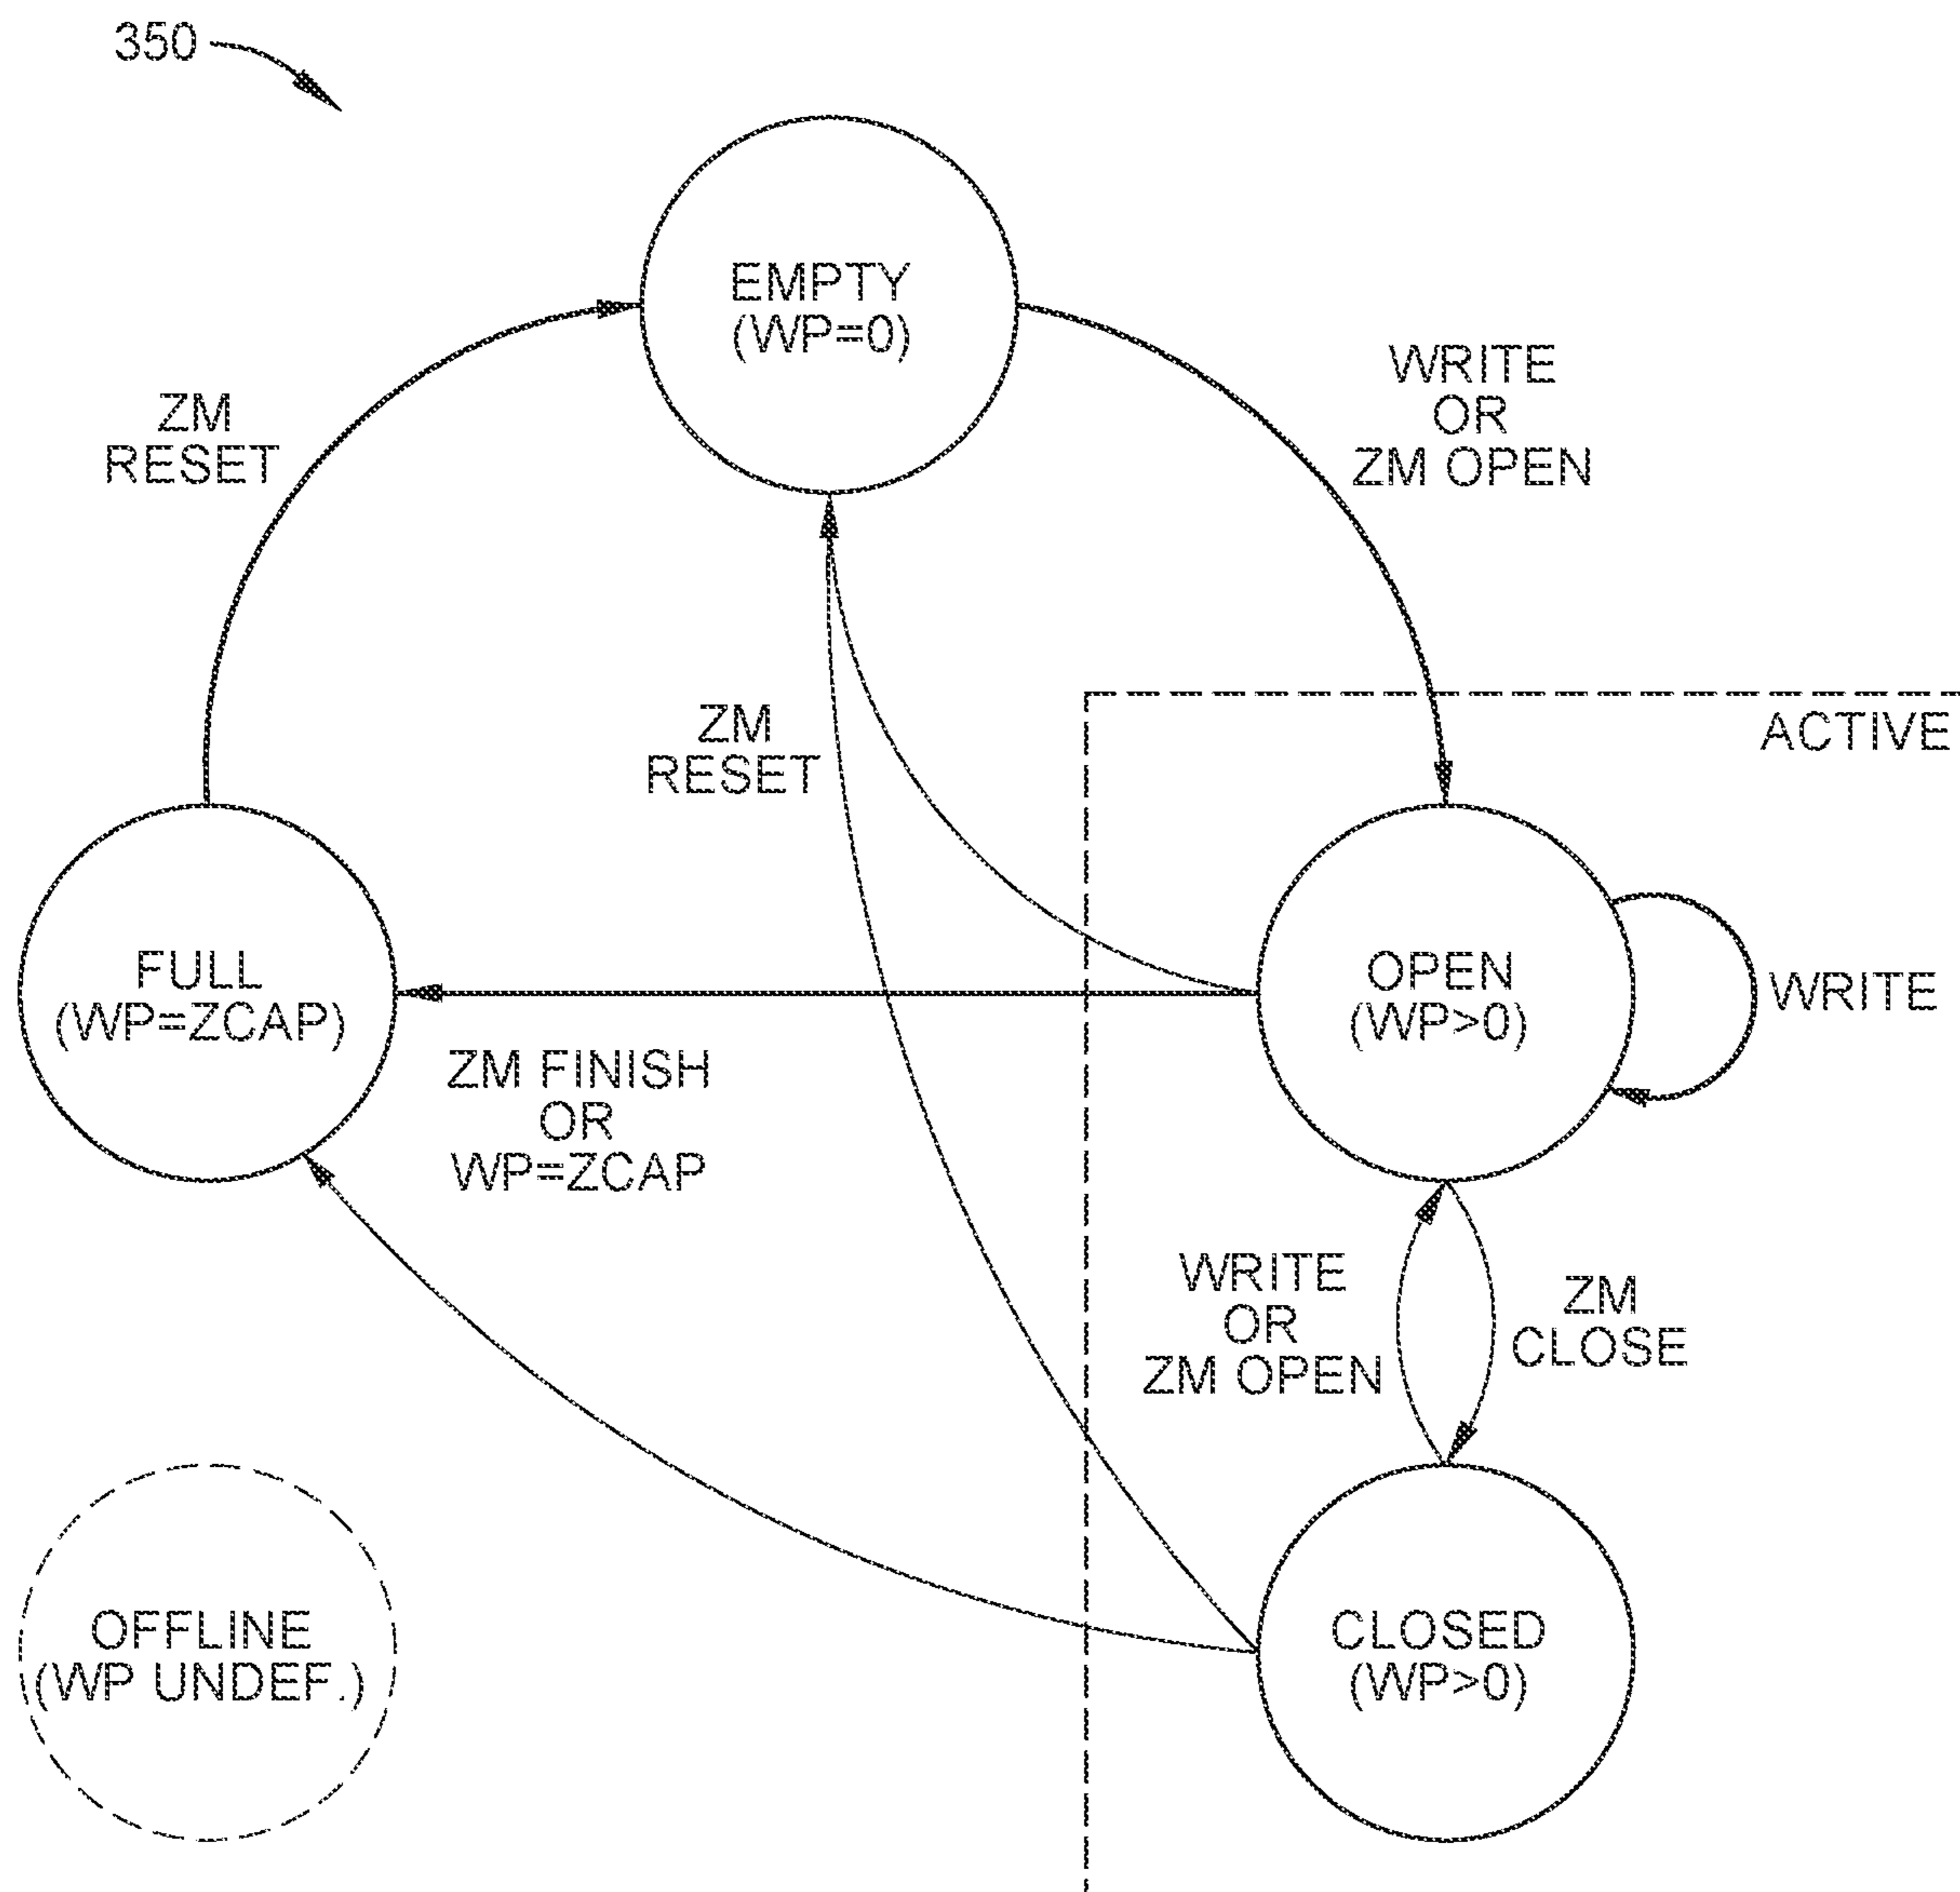 350
EMPTY
(WP=0)
WRITE
OR
ZM OPEN
ZM
RESET
ZM
RESET
ACTIVE
FULL
(WP=ZCAP)
OPEN
(WP>0)
WRITE
ZM FINISH
OR
WP=ZCAP
WRITE
OR
ZM OPEN
ZM
CLOSE
OFFLINE
(WP UNDEF.)
CLOSED
(WP>0)